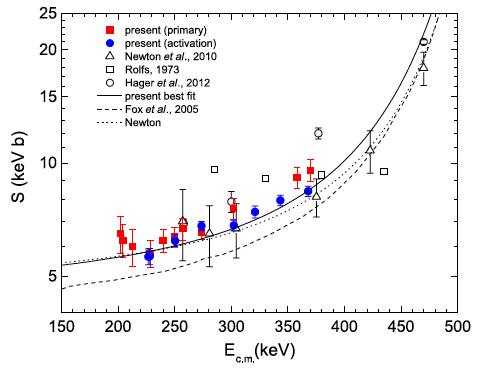 25
20
15
10
5
S (keV b)
present (primary)
present (activation)
Newton et al., 2010
Rolfs, 1973
Hager et al., 2012
present best fit
Fox et al., 2005
Newton
150 200 250 300 350 400 450 500
E c.m. (keV)